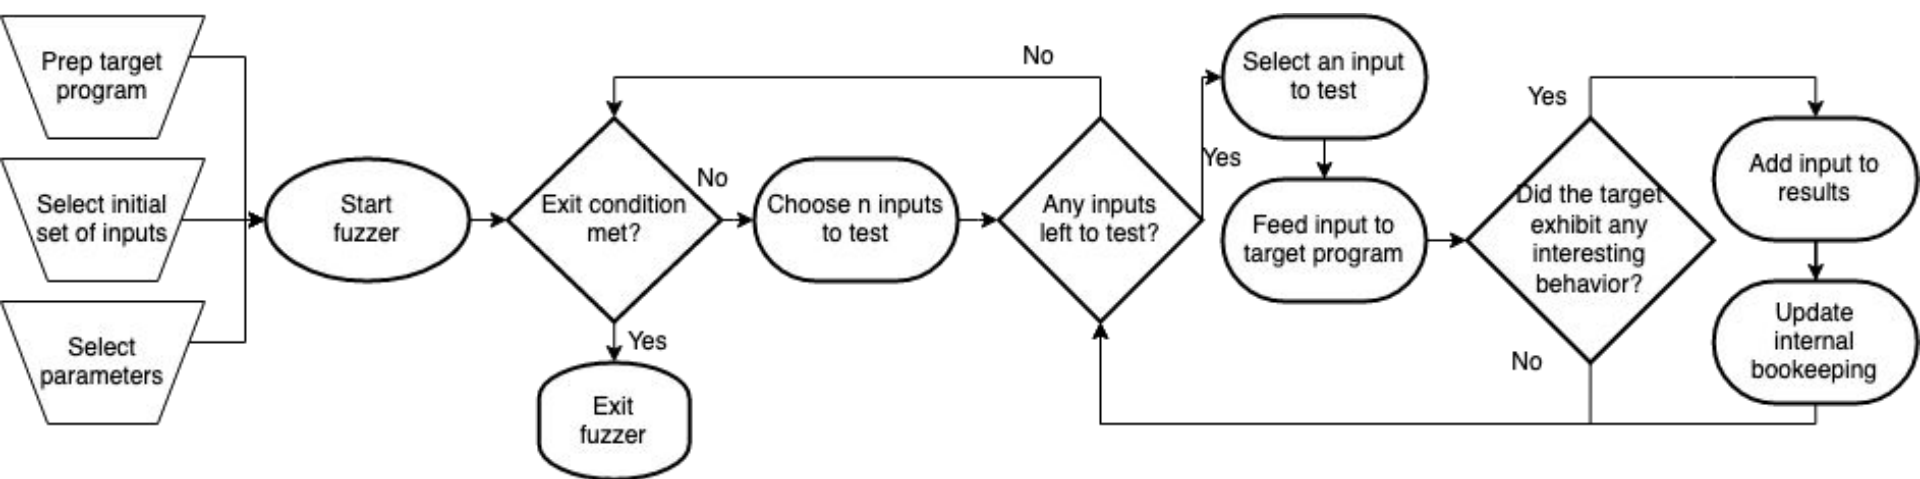 Prep target
program
Select initial
set of inputs
Select
parameters
Start
fuzzer
Exit condition
met?
No
Yes
Exit
fuzzer
No
Choose n inputs
to test
Any inputs
left to test?
Yes
Select an input
to test
Feed input to
target program
Did the target
exhibit any
interesting
behavior?
Yes
No
Add input to
results
Update
internal
bookeeping